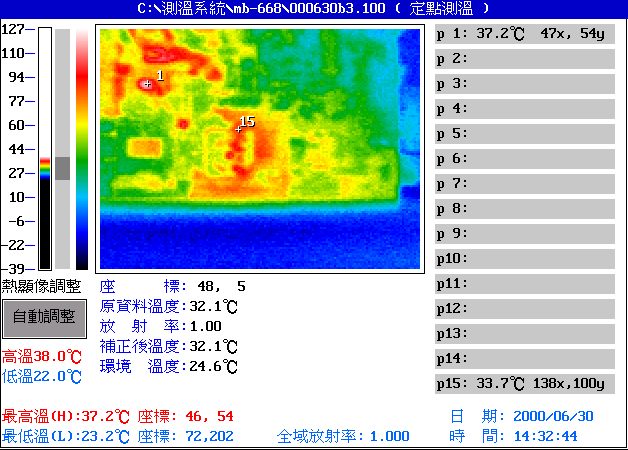 C:\測溫系統\mb-668\000630b3.100 ( 定點測溫 )
127
110
94
77
60
44
27
10
-6
-22
-39
1
15
熱顯像調整
自動調整
高溫38.0℃
低溫22.0℃
座 標: 48, 5
原資料溫度:32.1℃
放 射 率:1.00
補正後溫度:32.1℃
環境 溫度:24.6℃
p 1: 37.2℃ 47x, 54y
p 2:
p 3:
p 4:
p 5:
p 6:
p 7:
p 8:
p 9:
p10:
p11:
p12:
p13:
p14:
p15: 33.7℃ 138x,100y
最高溫(H):37.2℃ 座標: 46, 54
最低溫(L):23.2℃ 座標: 72,202
全域放射率: 1.000
日 期: 2000/06/30
時 間: 14:32:44